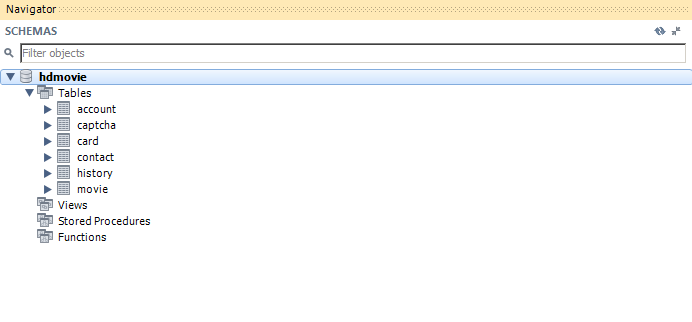 Navigator
SCHEMAS
Filter objects
hdmovie
Tables
account
captcha
card
contact
history
movie
Views
Stored Procedures
Functions